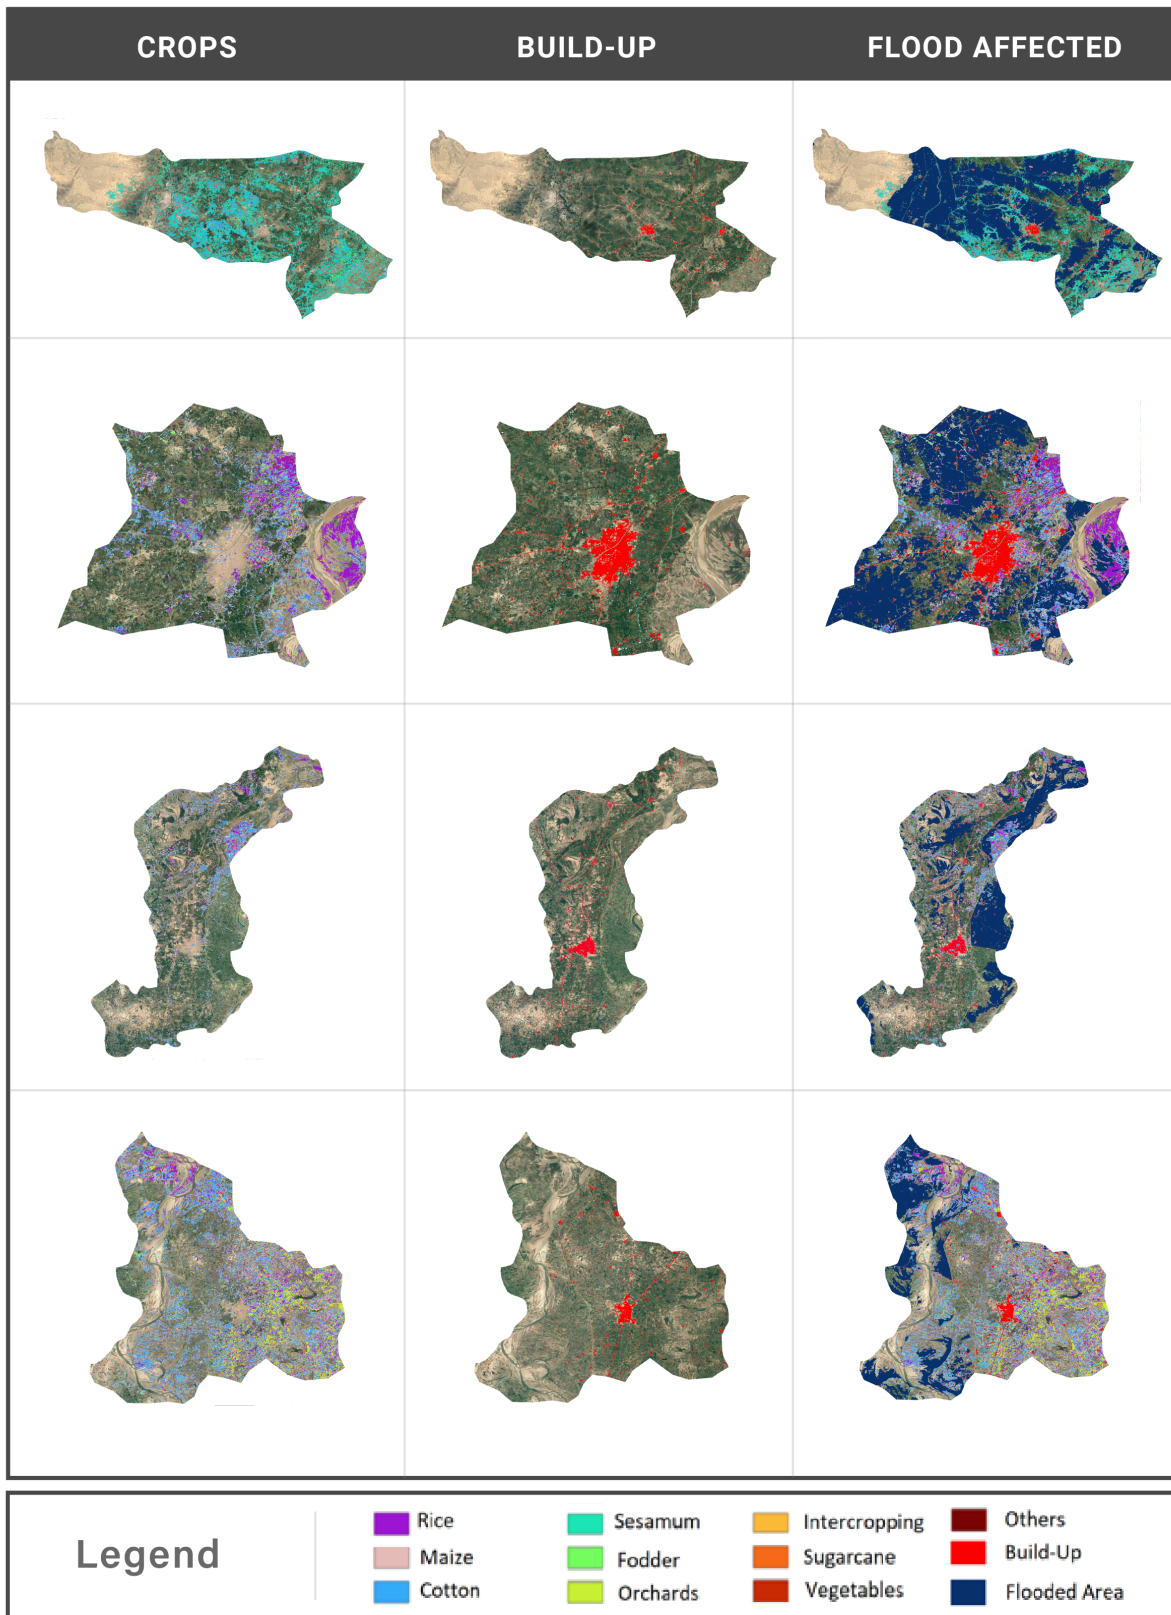 CROPS BUILD-UP FLOOD AFFECTED
Legend
Rice Sesamum Intercropping Others
Maize Fodder Sugarcane Build-Up
Cotton Orchards Vegetables Flooded Area